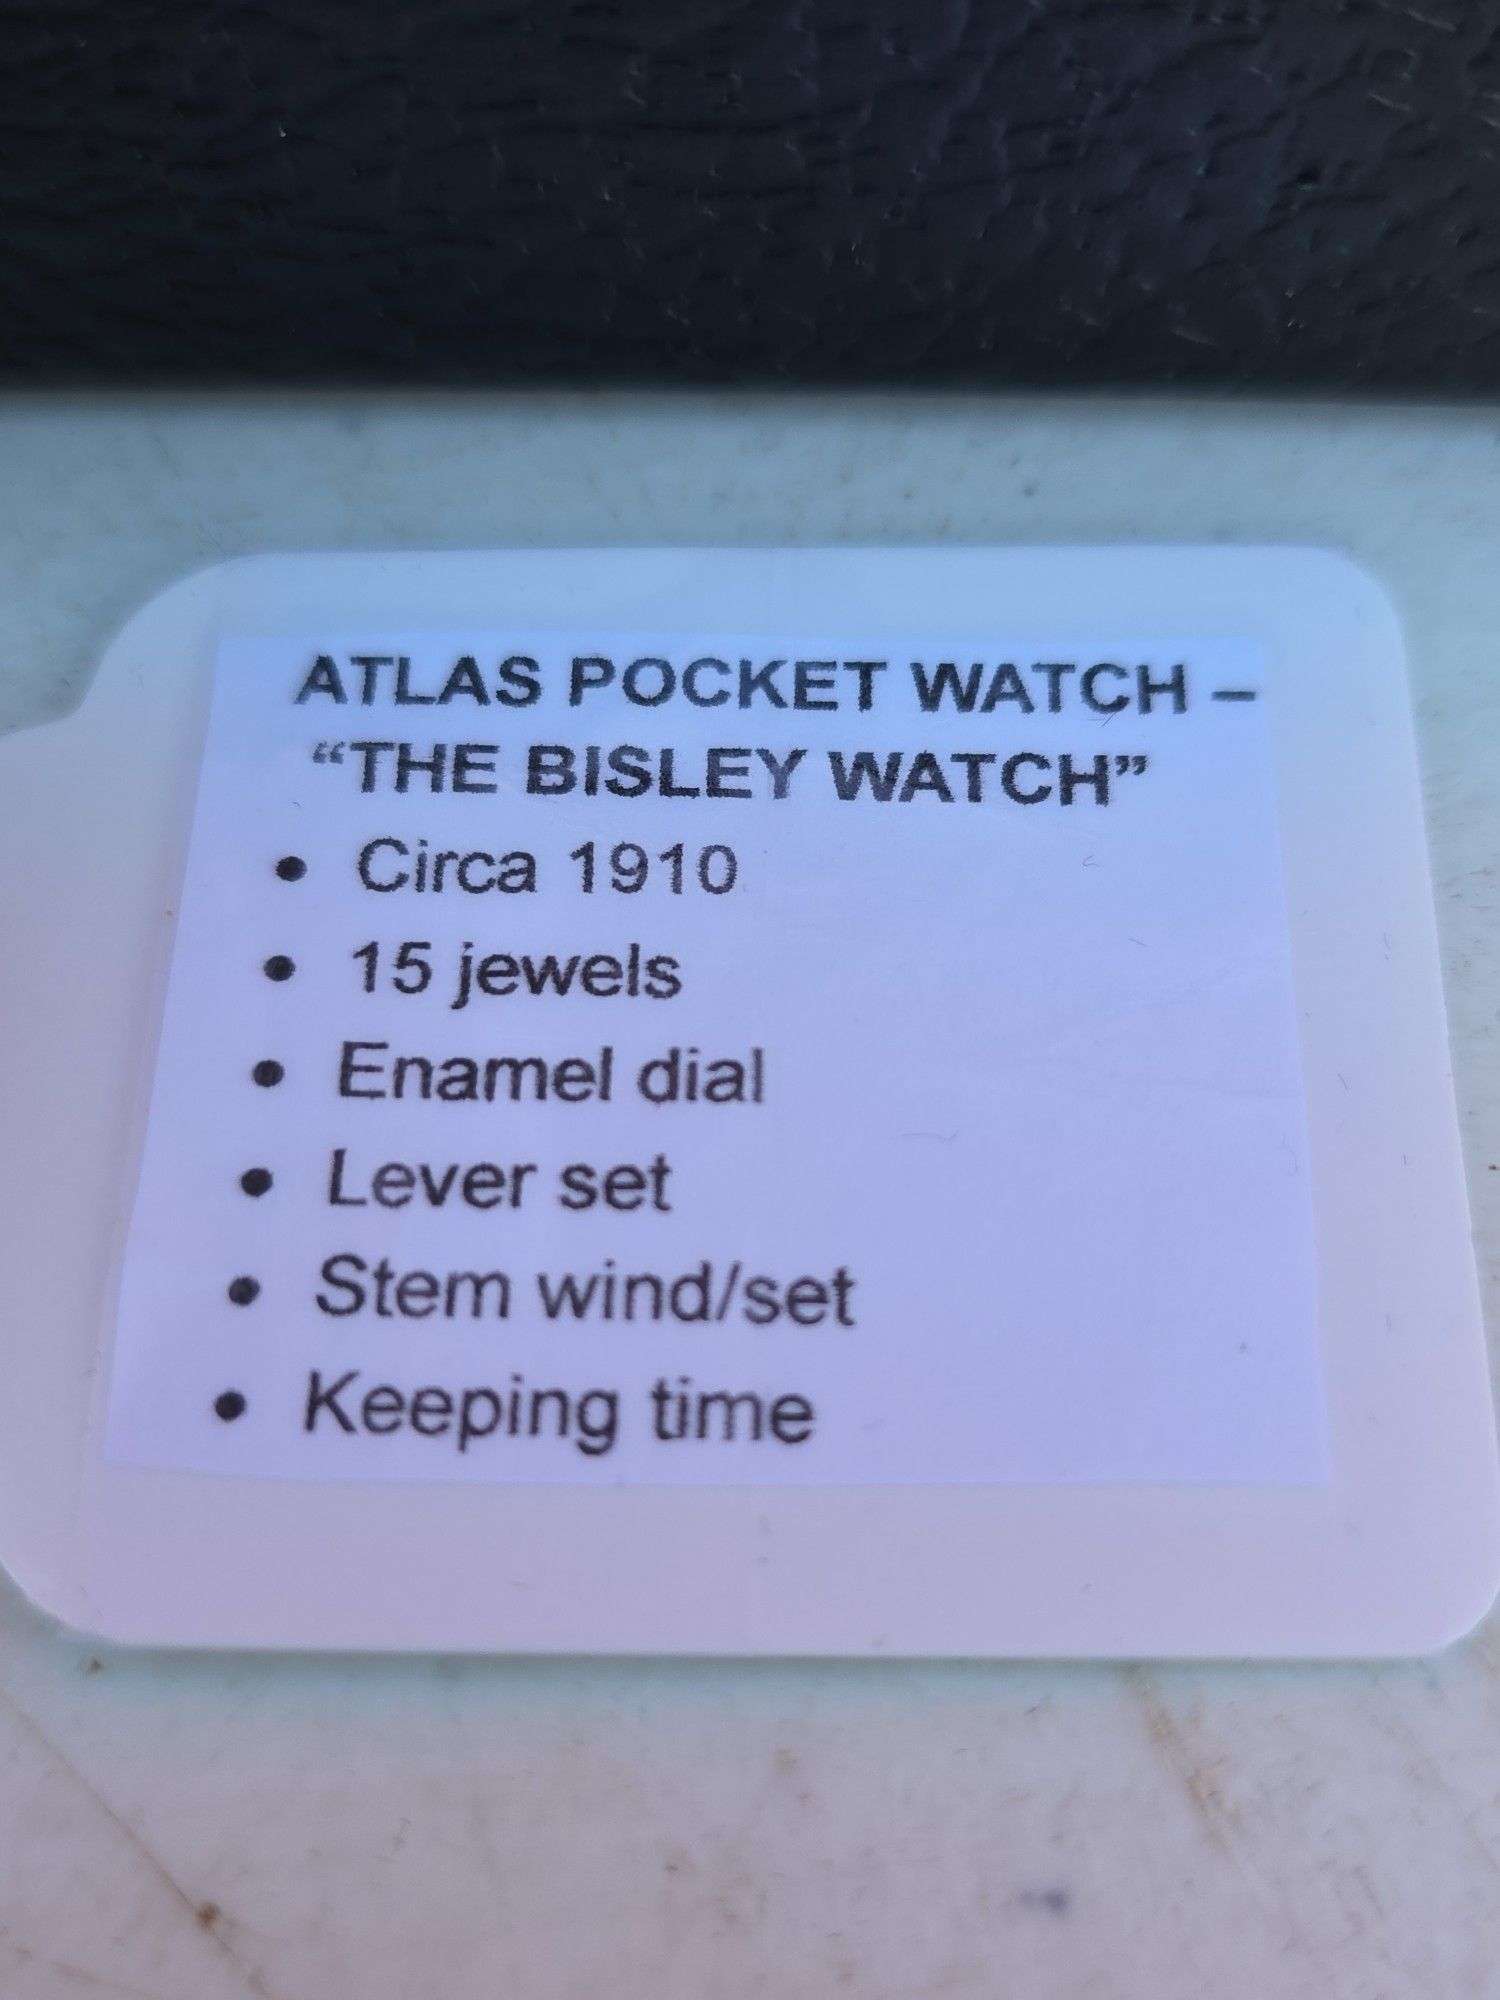 ATLAS POCKET WATCH –
“THE BISLEY WATCH”
• Circa 1910
• 15 jewels
• Enamel dial
• Lever set
• Stem wind/set
• Keeping time